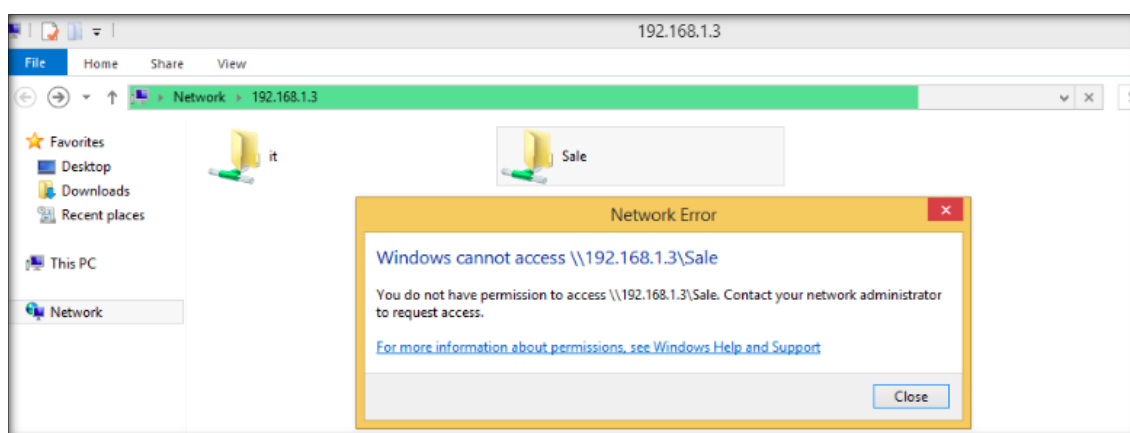 192.168.1.3
File Home Share View
Network 192.168.1.3
Favorites
Desktop
Downloads
Recent places
This PC
Network
it
Sale
Network Error
Windows cannot access \\192.168.1.3\Sale
You do not have permission to access \\192.168.1.3\Sale. Contact your network administrator
to request access.
For more information about permissions, see Windows Help and Support
Close